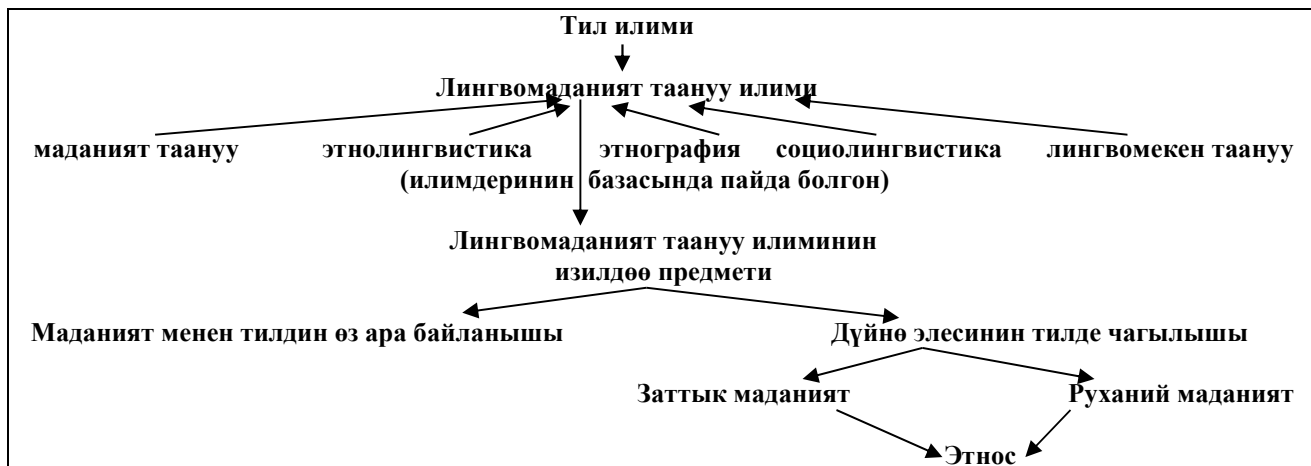 Тил илими
Лингвомаданият таануу илими
маданият таануу этнолингвистика этнография социолингвистика лингвомекен таануу
(илимдеринин базасында пайда болгон)
Лингвомаданият таануу илиминин
изилдөө предмети
Маданият менен тилдин өз ара байланышы Дүйнө элесинин тилде чагылышы
Заттык маданият Руханий маданият
Этнос